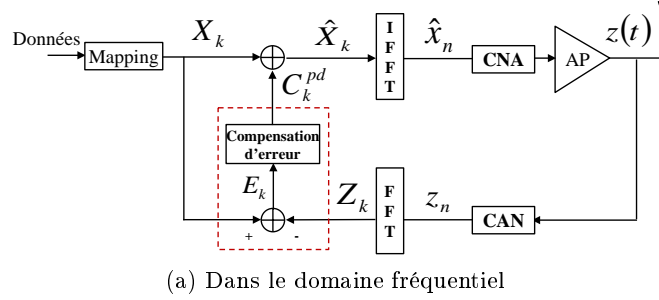 Données
Mapping
X_k
X̂_k
I
F
F
T
x̂_n
CNA
AP
z(t)
C_k^{pd}
Compensation
d'erreur
E_k
+ -
Z_k
F
F
T
z_n
CAN
(a) Dans le domaine fréquentiel